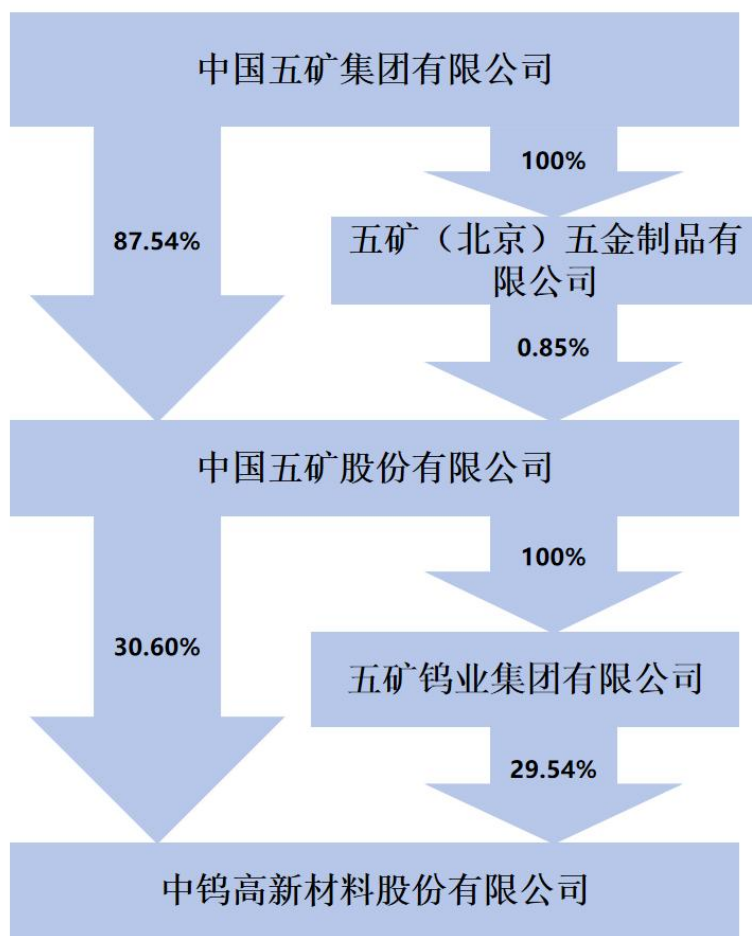 中国五矿集团有限公司
100%
87.54%
五矿（北京）五金制品有
限公司
0.85%
中国五矿股份有限公司
100%
30.60%
五矿钨业集团有限公司
29.54%
中钨高新材料股份有限公司